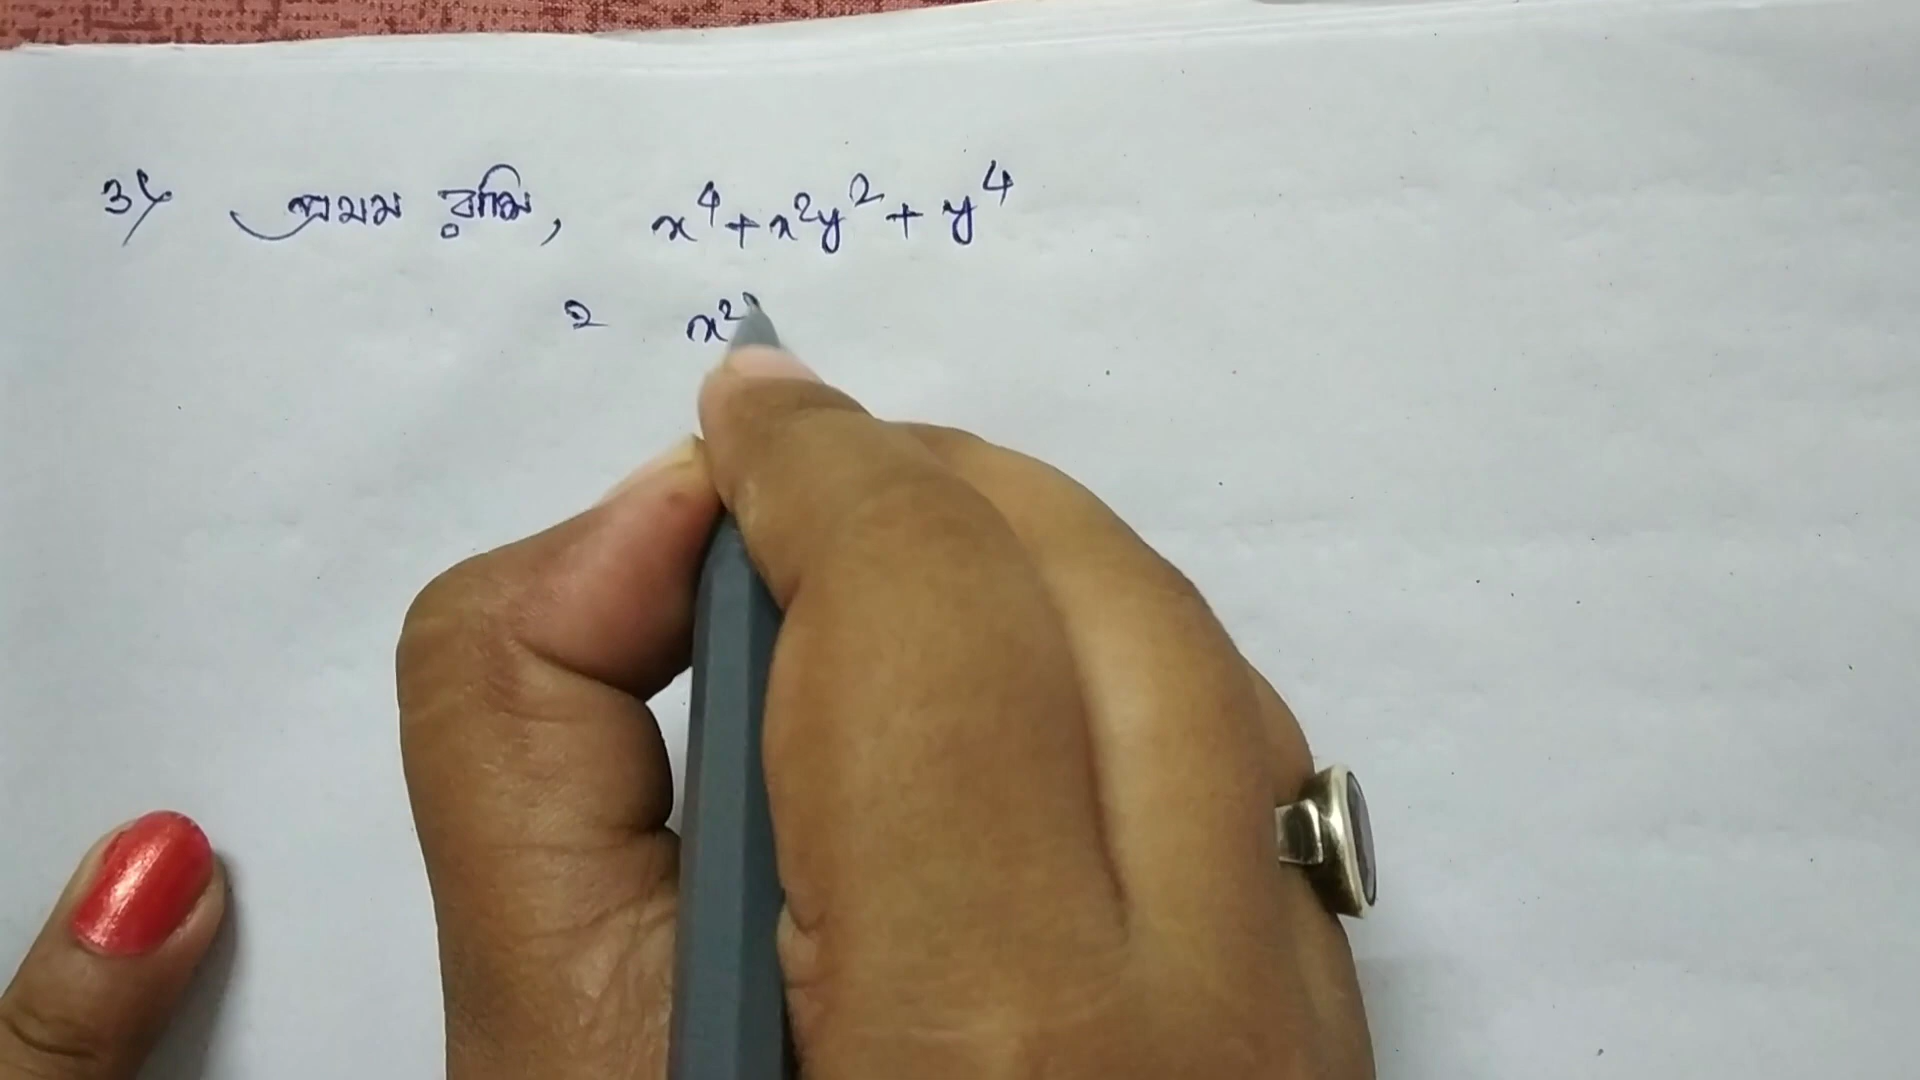 3৲ প্রথম রাশি, x⁴+x²y²+y⁴
= x²